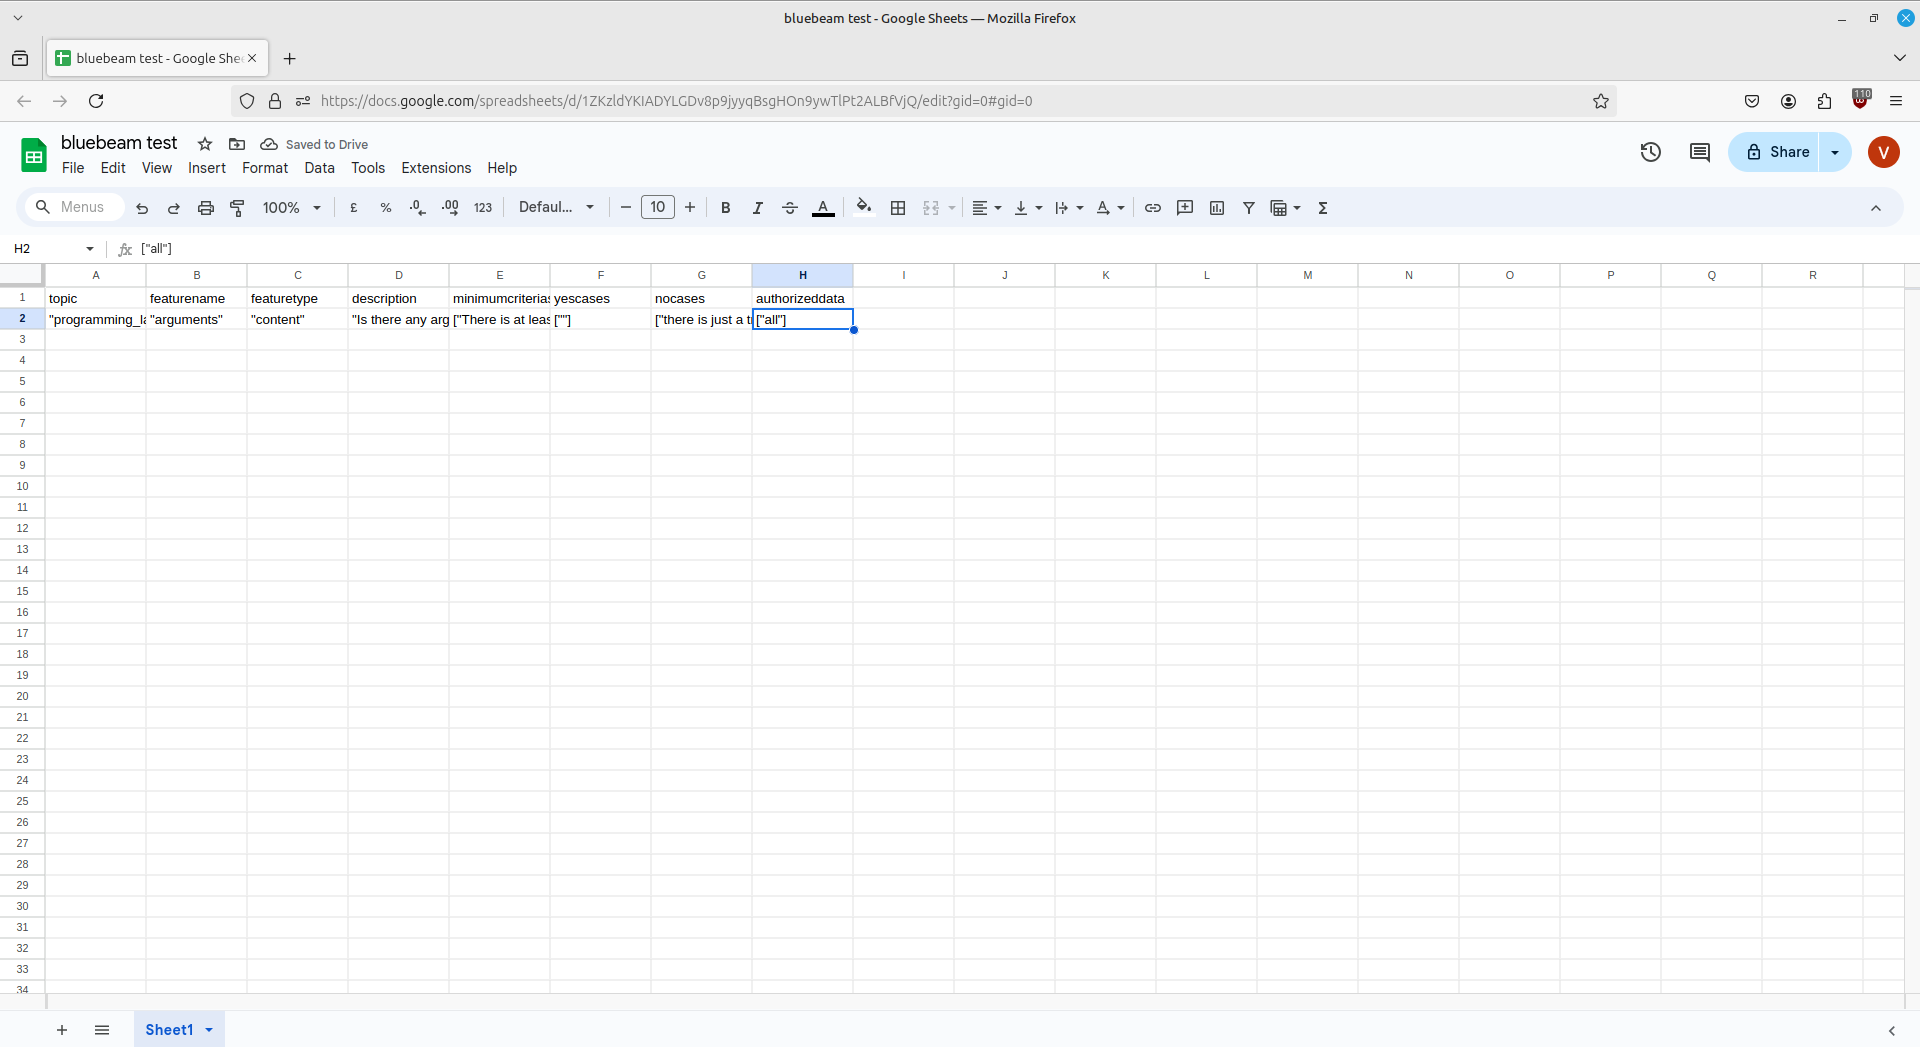 bluebeam test - Google Sheets — Mozilla Firefox
bluebeam test - Google She
110
https://docs.google.com/spreadsheets/d/1ZKzldYKIADYLGDv8p9jyyqBsgHOn9ywTlPt2ALBfVjQ/edit?gid=0#gid=0
bluebeam test Saved to Drive
File Edit View Insert Format Data Tools Extensions Help
Share
V
Menus 100% £ % .0 .00 123 Defaul... 10 B I A
H2 ["all"]
A B C D E F G H I J K L M N O P Q R
1 topic featurename featuretype description minimumcriterias yescases nocases authorizeddata
2 "programming_la "arguments" "content" "Is there any arg ["There is at leas [""] ["there is just a t ["all"]
3
4
5
6
7
8
9
10
11
12
13
14
15
16
17
18
19
20
21
22
23
24
25
26
27
28
29
30
31
32
33
34
Sheet1